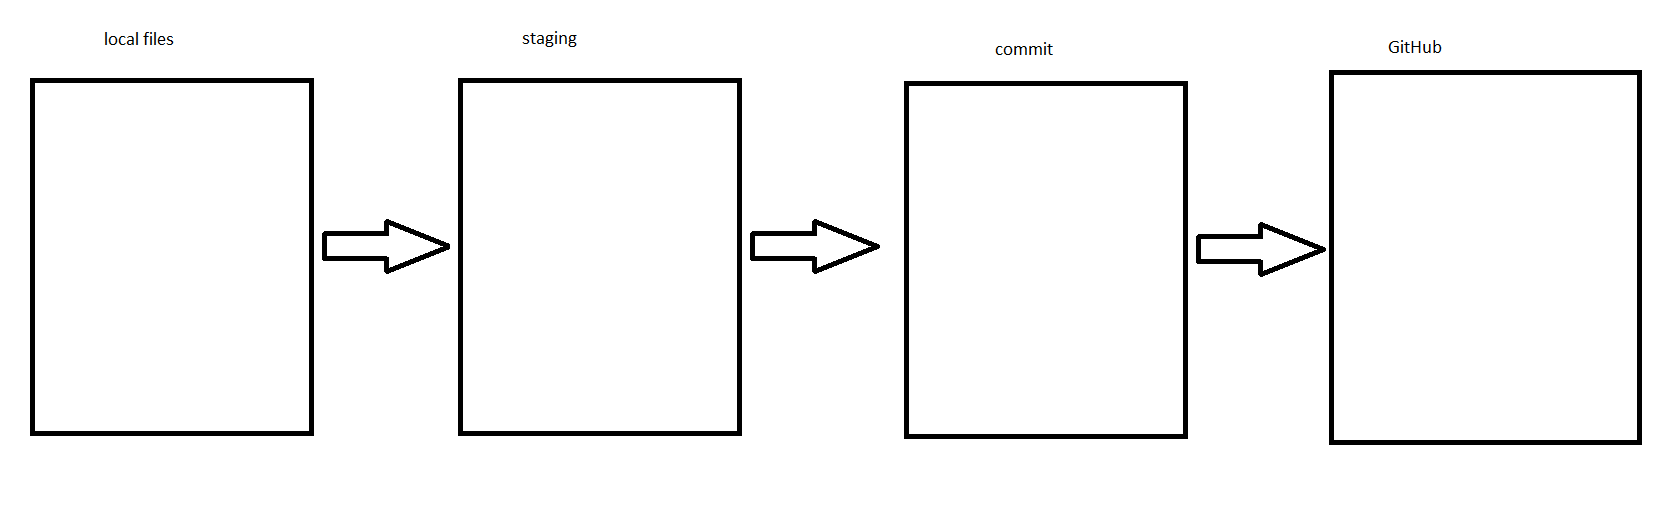 local files
staging
commit
GitHub